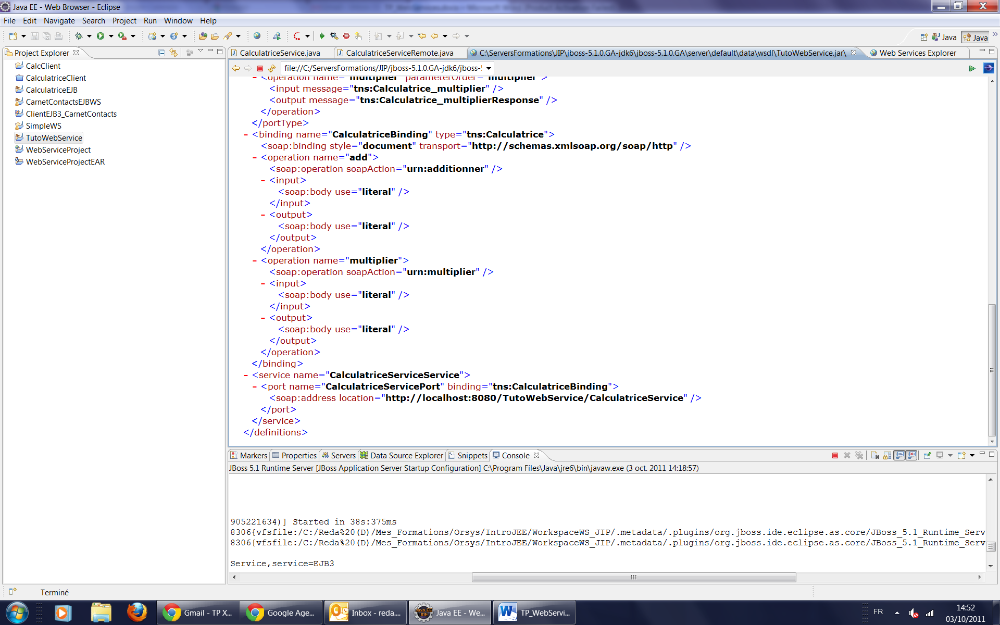 Java EE - Web Browser - Eclipse
File Edit Navigate Search Project Run Window Help
Java Java
Project Explorer
CalcClient
CalculatriceClient
CalculatriceEJB
CarnetContactsEJBWS
ClientEJB3_CarnetContacts
SimpleWS
TutoWebService
WebServiceProject
WebServiceProjectEAR
CalculatriceService.java CalculatriceServiceRemote.java C:\ServersFormations\JIP\jboss-5.1.0.GA-jdk6\jboss-5.1.0.GA\server\default\data\wsdl\TutoWebService.jar\ Web Services Explorer
file://C:/ServersFormations/JIP/jboss-5.1.0.GA-jdk6/jboss-
- <operation name="multiplier" parameterOrder="multiplier">
<input message="tns:Calculatrice_multiplier" />
<output message="tns:Calculatrice_multiplierResponse" />
</operation>
</portType>
- <binding name="CalculatriceBinding" type="tns:Calculatrice">
<soap:binding style="document" transport="http://schemas.xmlsoap.org/soap/http" />
- <operation name="add">
<soap:operation soapAction="urn:additionner" />
- <input>
<soap:body use="literal" />
</input>
- <output>
<soap:body use="literal" />
</output>
</operation>
- <operation name="multiplier">
<soap:operation soapAction="urn:multiplier" />
- <input>
<soap:body use="literal" />
</input>
- <output>
<soap:body use="literal" />
</output>
</operation>
</binding>
- <service name="CalculatriceServiceService">
- <port name="CalculatriceServicePort" binding="tns:CalculatriceBinding">
<soap:address location="http://localhost:8080/TutoWebService/CalculatriceService" />
</port>
</service>
</definitions>
Markers Properties Servers Data Source Explorer Snippets Console
JBoss 5.1 Runtime Server [JBoss Application Server Startup Configuration] C:\Program Files\Java\jre6\bin\javaw.exe (3 oct. 2011 14:18:57)
905221634)] Started in 38s:375ms
8306{vfsfile:/C:/Reda%20(D)/Mes_Formations/Orsys/IntroJEE/WorkspaceWS_JIP/.metadata/.plugins/org.jboss.ide.eclipse.as.core/JBoss_5.1_Runtime_Serv
8306{vfsfile:/C:/Reda%20(D)/Mes_Formations/Orsys/IntroJEE/WorkspaceWS_JIP/.metadata/.plugins/org.jboss.ide.eclipse.as.core/JBoss_5.1_Runtime_Serv
Service,service=EJB3
Terminé
Gmail - TP X... Google Age... Inbox - reda.... Java EE - We... TP_WebServi...
FR
14:52
03/10/2011